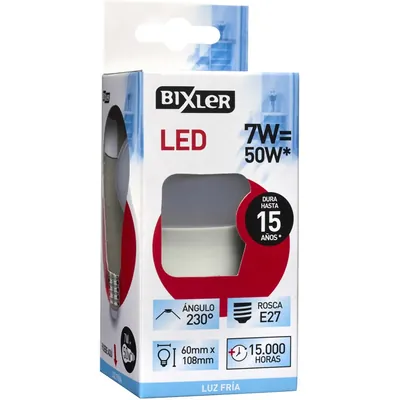 BIXLER
LED
7W=
50W*
DURA HASTA
15
AÑOS*
ÁNGULO
230°
ROSCA
E27
60mm x
108mm
15.000
HORAS
LUZ FRÍA